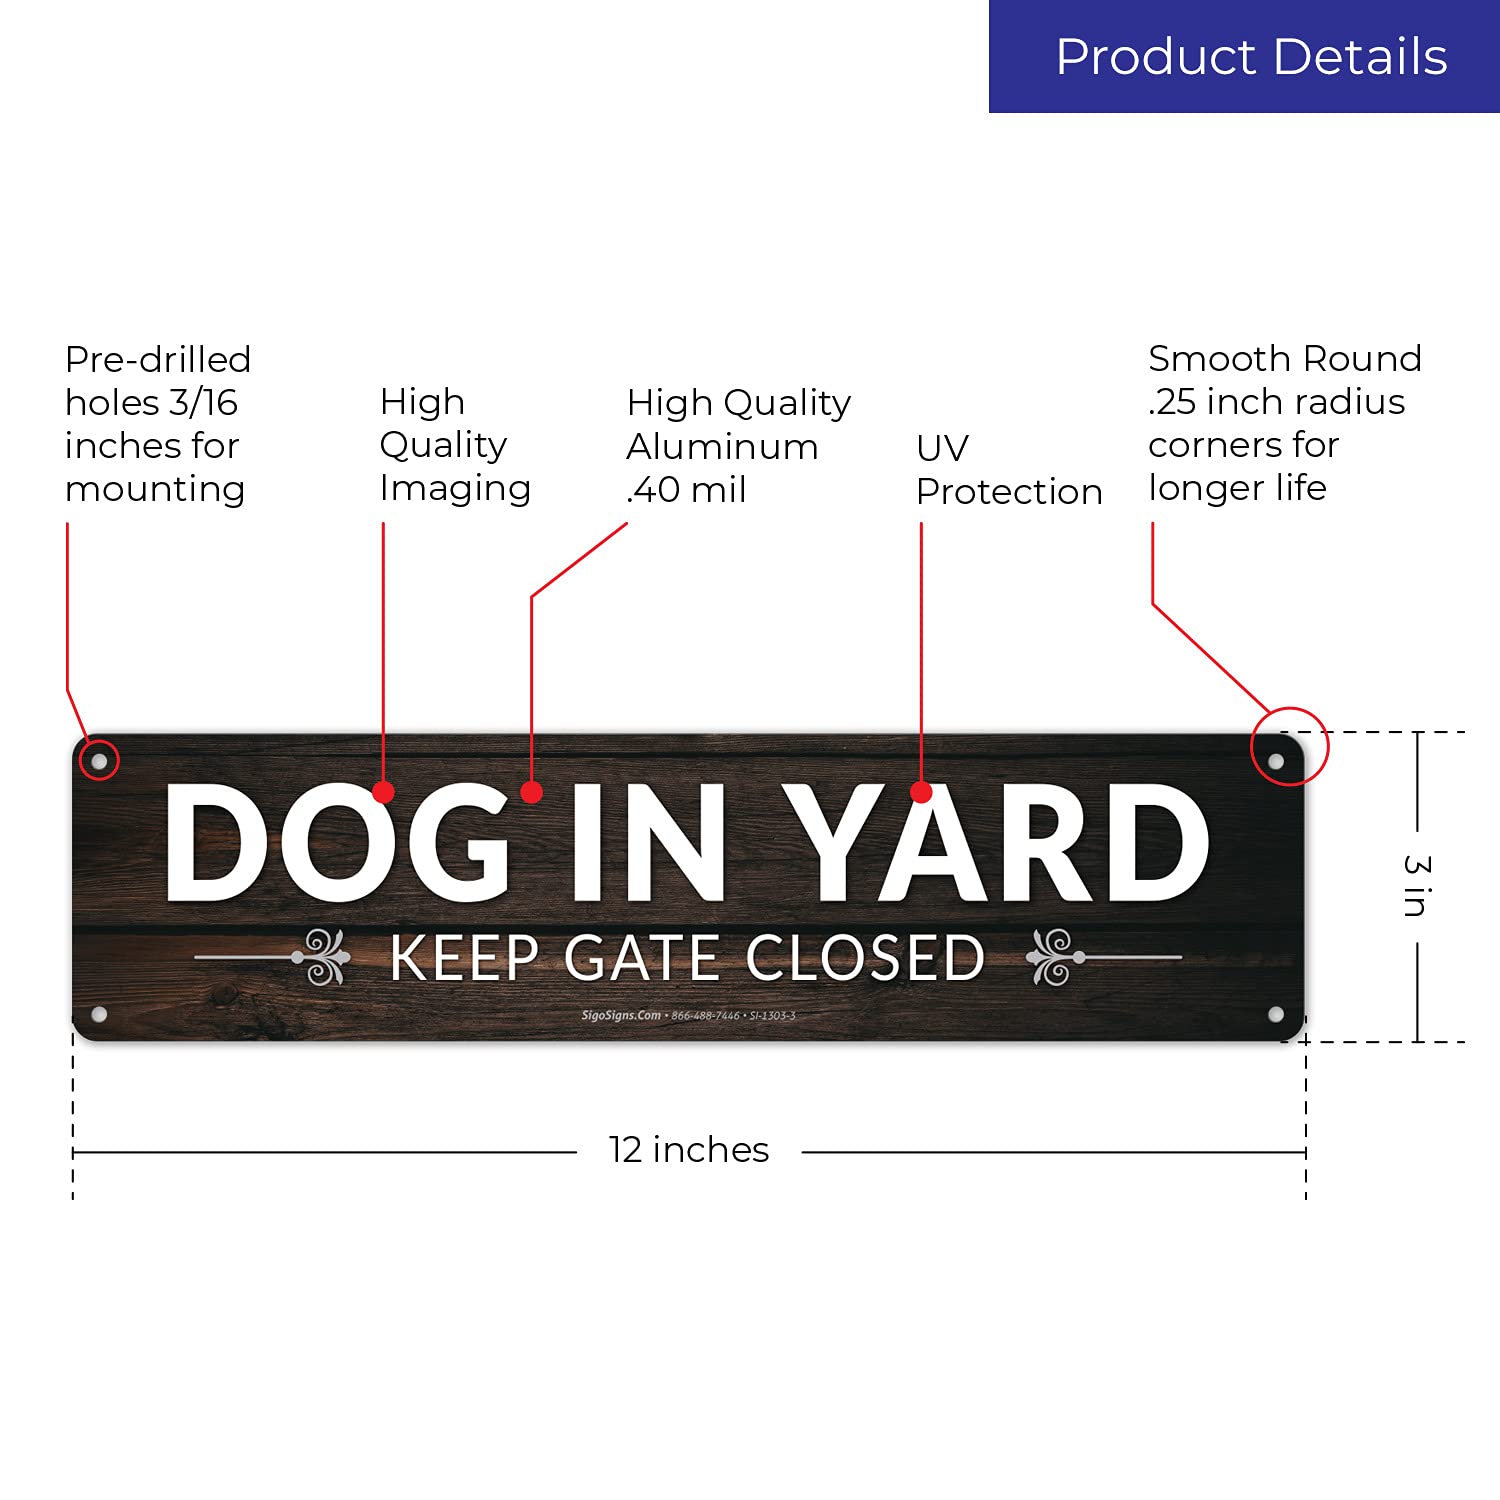 Product Details
Pre-drilled
holes 3/16
inches for
mounting
High
Quality
Imaging
High Quality
Aluminum
.40 mil
UV
Protection
Smooth Round
.25 inch radius
corners for
longer life
DOG IN YARD
KEEP GATE CLOSED
SigoSigns.Com • 866-488-7446 • SI-1303-3
3 in
12 inches